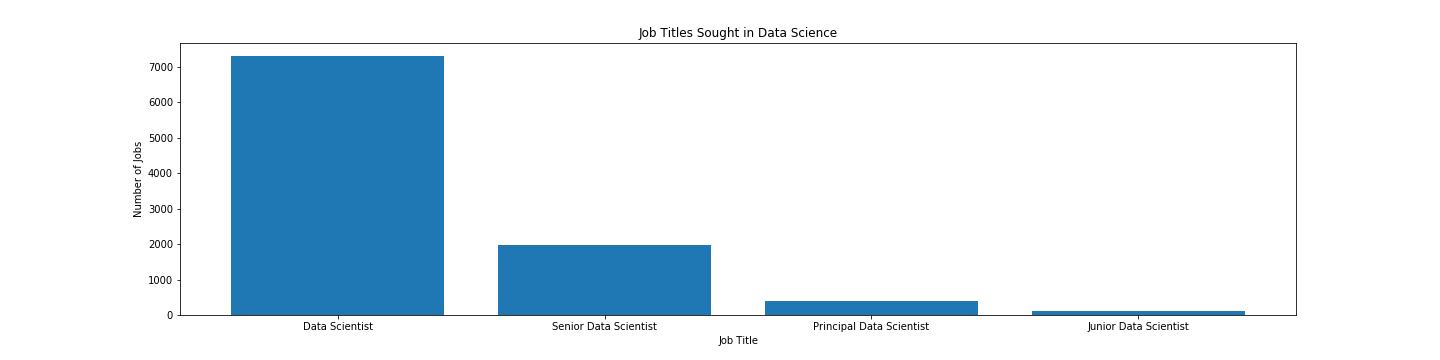 Job Titles Sought in Data Science
7000
6000
5000
4000
3000
2000
1000
0
Number of Jobs
Data Scientist
Senior Data Scientist
Principal Data Scientist
Junior Data Scientist
Job Title